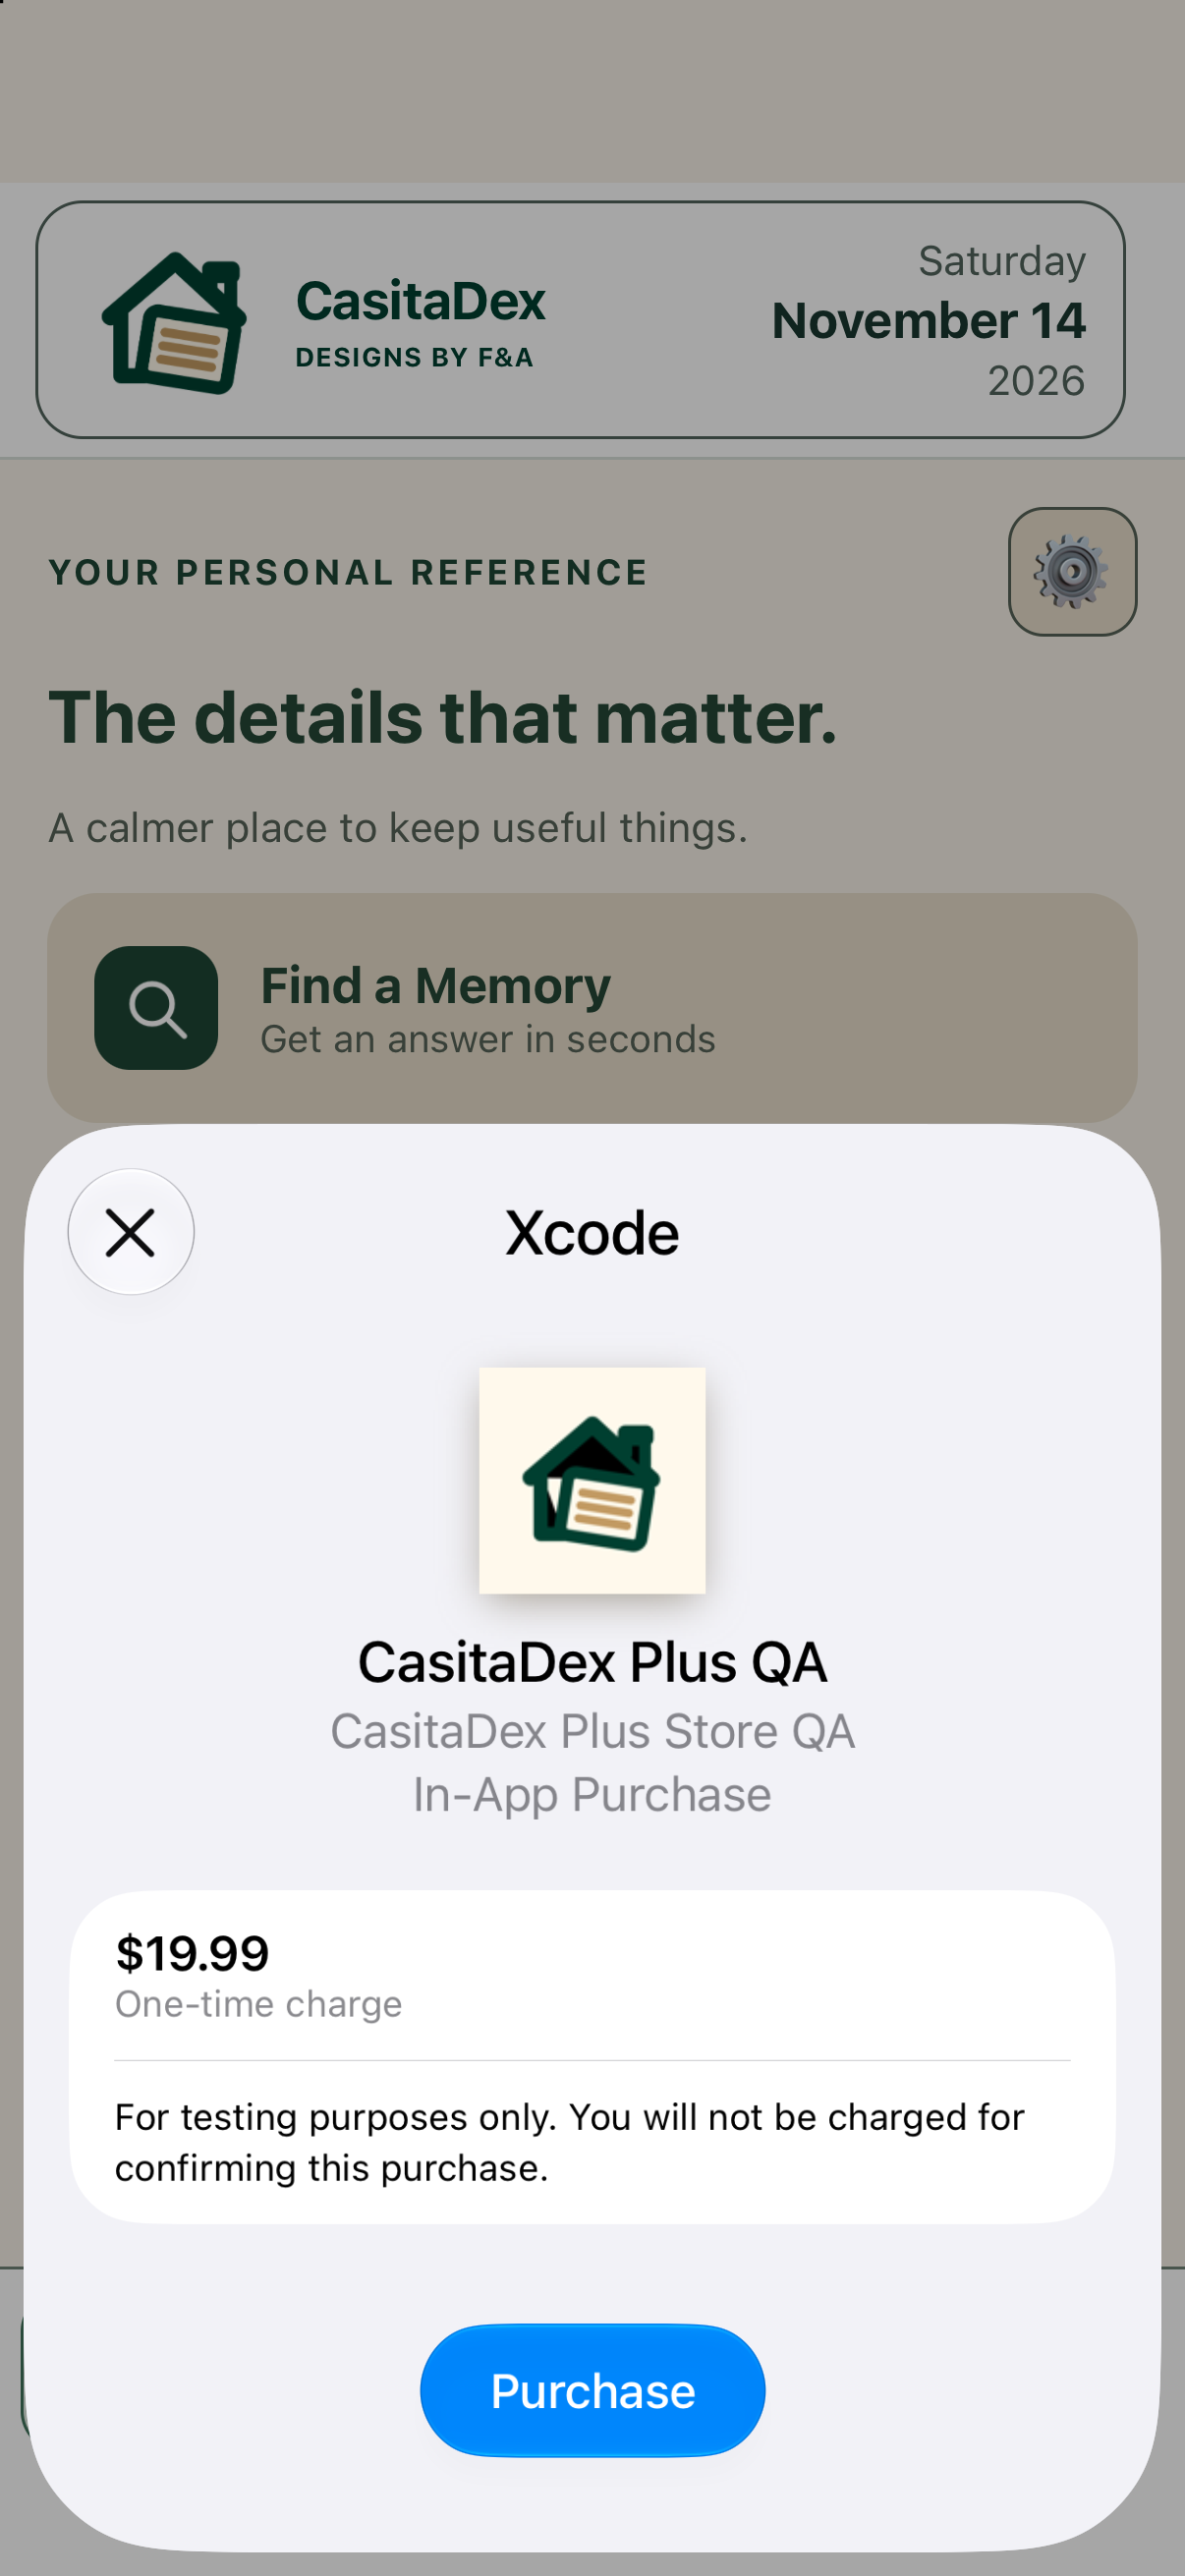 CasitaDex
DESIGNS BY F&A
Saturday
November 14
2026
YOUR PERSONAL REFERENCE
The details that matter.
A calmer place to keep useful things.
Find a Memory
Get an answer in seconds
Xcode
CasitaDex Plus QA
CasitaDex Plus Store QA
In-App Purchase
$19.99
One-time charge
For testing purposes only. You will not be charged for
confirming this purchase.
Purchase